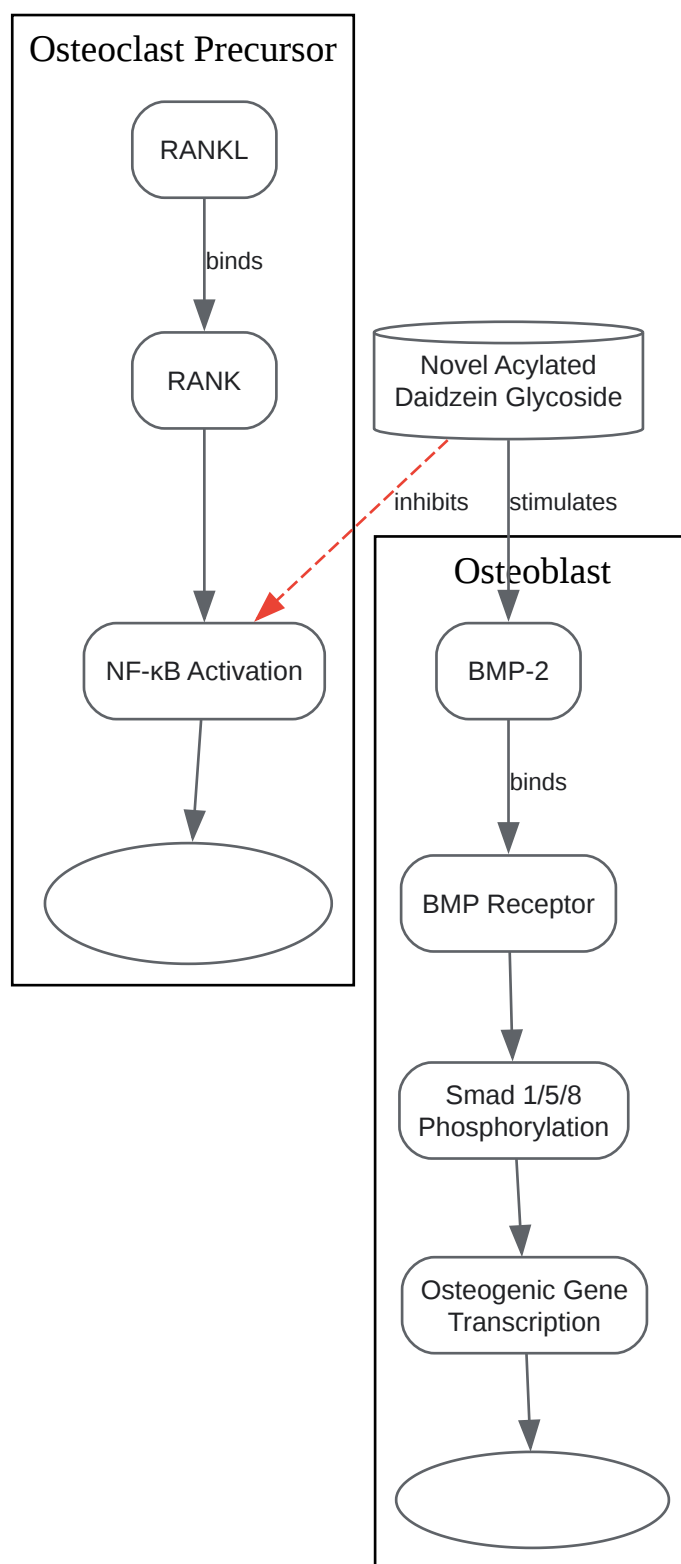 Osteoclast Precursor
RANKL
binds
RANK
Novel Acylated
Daidzein Glycoside
inhibits
stimulates
Osteoblast
NF-κB Activation
BMP-2
binds
BMP Receptor
Smad 1/5/8
Phosphorylation
Osteogenic Gene
Transcription